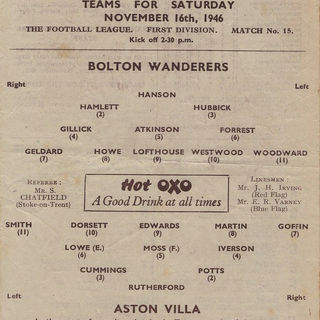 TEAMS FOR SATURDAY
NOVEMBER 16th, 1946
THE FOOTBALL LEAGUE. FIRST DIVISION. MATCH No. 15.
Kick off 2-30 p.m.
BOLTON WANDERERS
Right Left
HANSON
HAMLETT HUBBICK
(2) (3)
GILLICK ATKINSON FORREST
(4) (5) (6)
GELDARD HOWE LOFTHOUSE WESTWOOD WOODWARD
(7) (8) (9) (10) (11)
REFEREE :
Mr. S.
CHATFIELD
(Stoke-on-Trent)
Hot OXO
A Good Drink at all times
LINESMEN :
Mr. J. H. IRVING
(Red Flag)
Mr. E. R. VARNEY
(Blue Flag)
SMITH DORSETT EDWARDS MARTIN GOFFIN
(11) (10) (9) (8) (7)
LOWE (E.) MOSS (F.) IVERSON
(6) (5) (4)
CUMMINGS POTTS
(3) (2)
RUTHERFORD
Left Right
ASTON VILLA